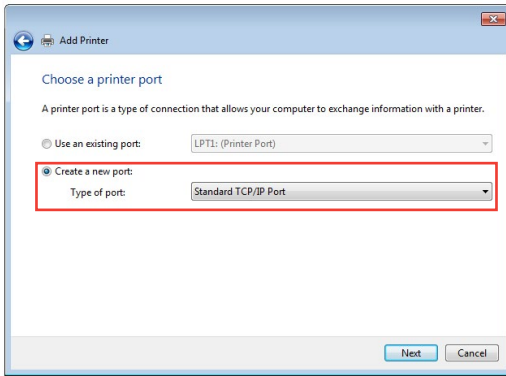 Add Printer
Choose a printer port
A printer port is a type of connection that allows your computer to exchange information with a printer.
Use an existing port: LPT1: (Printer Port)
Create a new port:
Type of port: Standard TCP/IP Port
Next Cancel